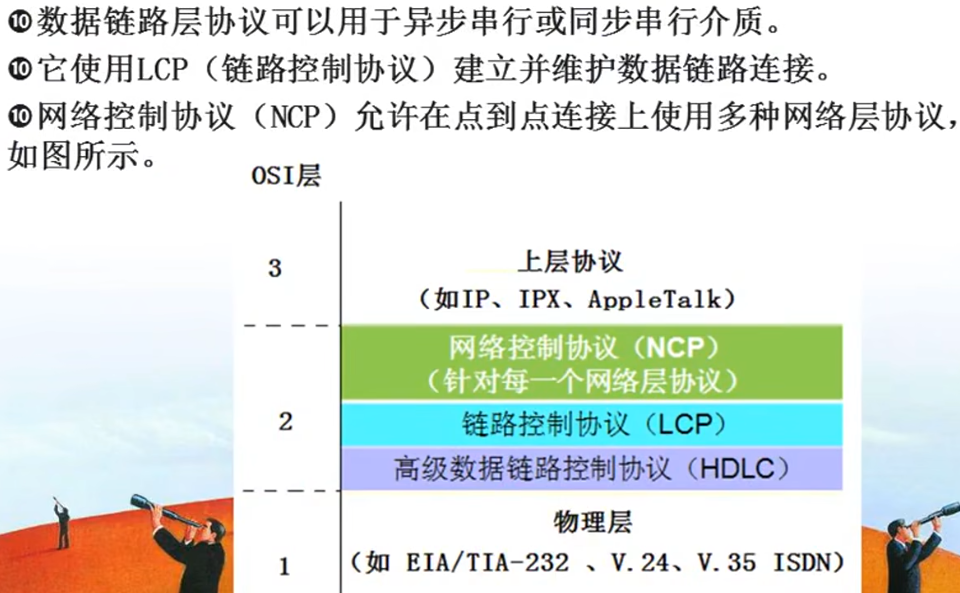 ❿数据链路层协议可以用于异步串行或同步串行介质。
❿它使用LCP（链路控制协议）建立并维护数据链路连接。
❿网络控制协议（NCP）允许在点到点连接上使用多种网络层协议，
如图所示。
OSI层
3
上层协议
（如IP、IPX、AppleTalk）
网络控制协议（NCP）
（针对每一个网络层协议）
2
链路控制协议（LCP）
高级数据链路控制协议（HDLC）
物理层
1
（如 EIA/TIA-232 、V.24、V.35 ISDN）